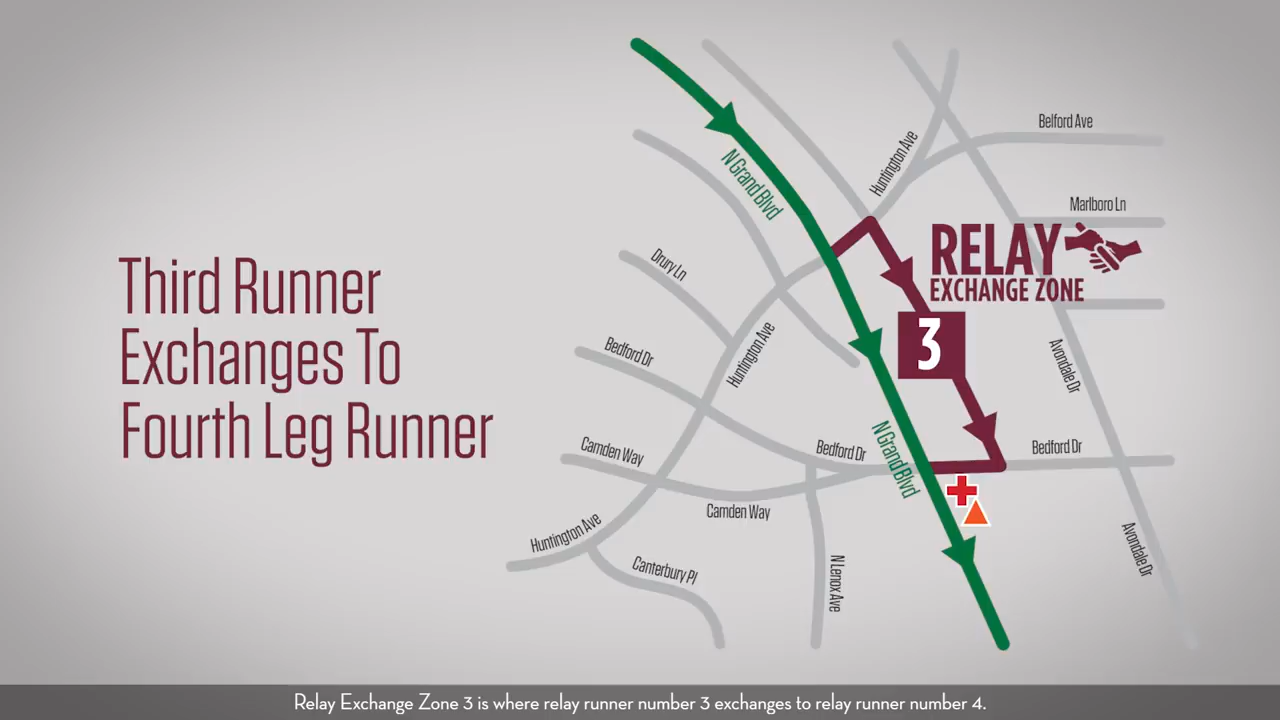 Third Runner
Exchanges To
Fourth Leg Runner
Belford Ave
Huntington Ave
N Grand Blvd
Marlboro Ln
RELAY
EXCHANGE ZONE
3
Drury Ln
Huntington Ave
Bedford Dr
Avondale Dr
Camden Way
Bedford Dr
N Grand Blvd
Bedford Dr
Camden Way
Huntington Ave
Canterbury Pl
N Lenox Ave
Avondale Dr
Relay Exchange Zone 3 is where relay runner number 3 exchanges to relay runner number 4.